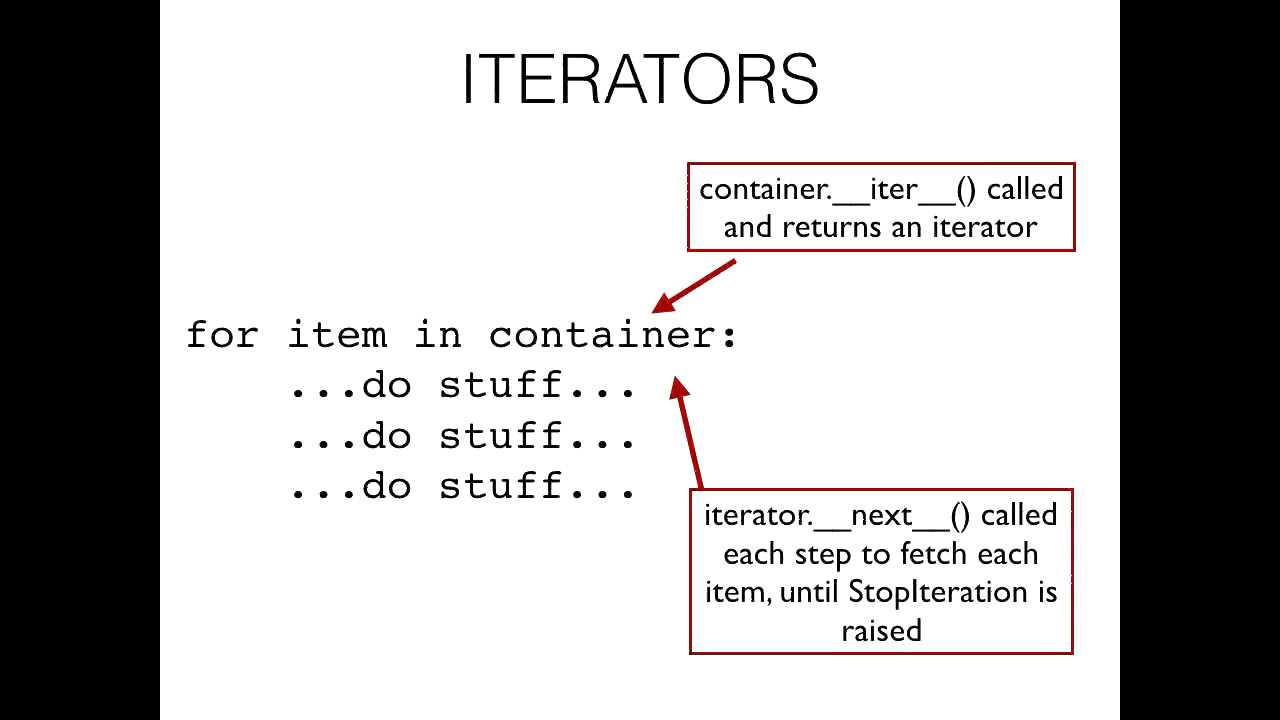 ITERATORS
container.__iter__() called
and returns an iterator
for item in container:
...do stuff...
...do stuff...
...do stuff...
iterator.__next__() called
each step to fetch each
item, until StopIteration is
raised